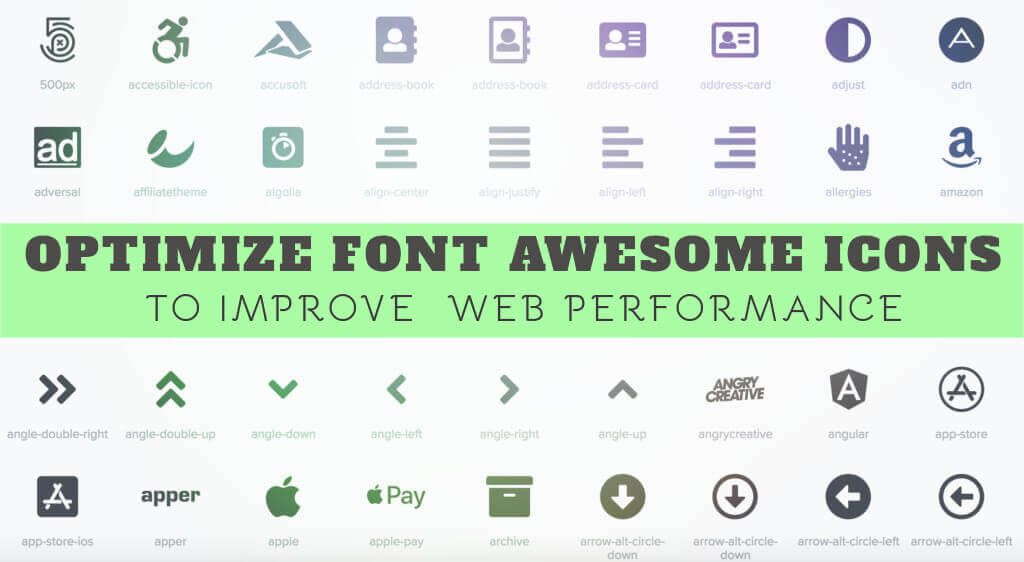 500px accessible-icon accusoft address-book address-book address-card address-card adjust adn
ad a
adversal affiliatetheme algolia align-center align-justify align-left align-right allergies amazon
OPTIMIZE FONT AWESOME ICONS
TO IMPROVE WEB PERFORMANCE
ANGRY
CREATIVE A
angle-double-right angle-double-up angle-down angle-left angle-right angle-up angrycreative angular app-store
apper Pay
app-store-ios apper apple apple-pay archive arrow-alt-circle- arrow-alt-circle- arrow-alt-circle-left arrow-alt-circle-left
down down